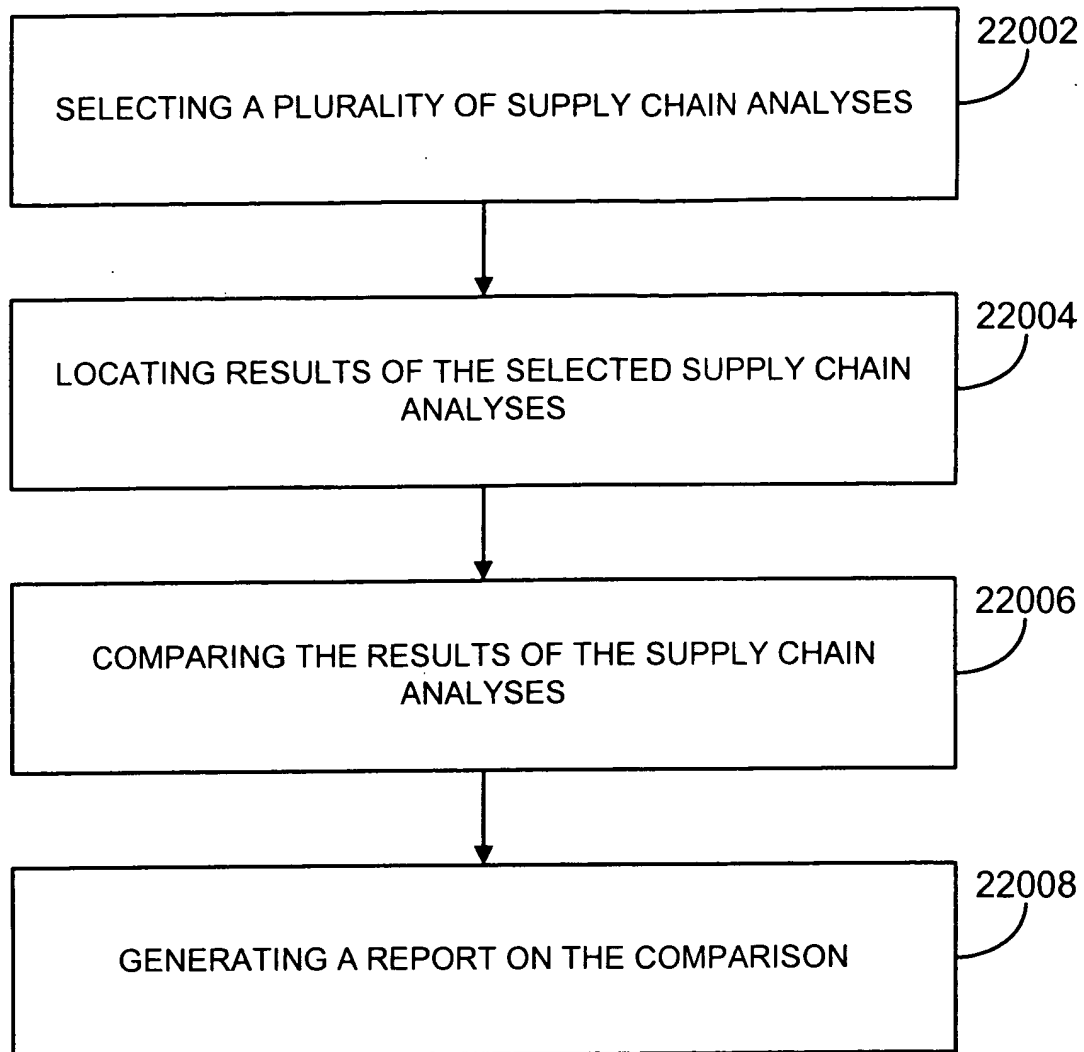 22002
SELECTING A PLURALITY OF SUPPLY CHAIN ANALYSES
22004
LOCATING RESULTS OF THE SELECTED SUPPLY CHAIN
ANALYSES
22006
COMPARING THE RESULTS OF THE SUPPLY CHAIN
ANALYSES
22008
GENERATING A REPORT ON THE COMPARISON